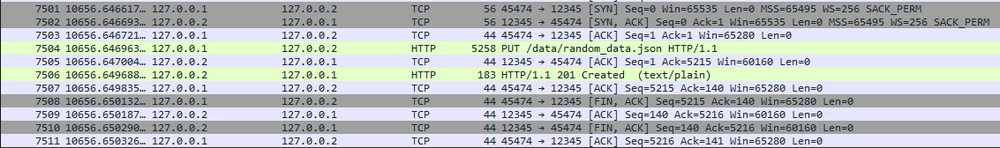 7501 10656.646617… 127.0.0.1 127.0.0.2 TCP 56 45474 → 12345 [SYN] Seq=0 Win=65535 Len=0 MSS=65495 WS=256 SACK_PERM
7502 10656.646693… 127.0.0.2 127.0.0.1 TCP 56 12345 → 45474 [SYN, ACK] Seq=0 Ack=1 Win=65535 Len=0 MSS=65495 WS=256 SACK_PERM
7503 10656.646721… 127.0.0.1 127.0.0.2 TCP 44 45474 → 12345 [ACK] Seq=1 Ack=1 Win=65280 Len=0
7504 10656.646963… 127.0.0.1 127.0.0.2 HTTP 5258 PUT /data/random_data.json HTTP/1.1
7505 10656.647004… 127.0.0.2 127.0.0.1 TCP 44 12345 → 45474 [ACK] Seq=1 Ack=5215 Win=60160 Len=0
7506 10656.649688… 127.0.0.2 127.0.0.1 HTTP 183 HTTP/1.1 201 Created (text/plain)
7507 10656.649835… 127.0.0.1 127.0.0.2 TCP 44 45474 → 12345 [ACK] Seq=5215 Ack=140 Win=65280 Len=0
7508 10656.650132… 127.0.0.1 127.0.0.2 TCP 44 45474 → 12345 [FIN, ACK] Seq=5215 Ack=140 Win=65280 Len=0
7509 10656.650187… 127.0.0.2 127.0.0.1 TCP 44 12345 → 45474 [ACK] Seq=140 Ack=5216 Win=60160 Len=0
7510 10656.650290… 127.0.0.2 127.0.0.1 TCP 44 12345 → 45474 [FIN, ACK] Seq=140 Ack=5216 Win=60160 Len=0
7511 10656.650326… 127.0.0.1 127.0.0.2 TCP 44 45474 → 12345 [ACK] Seq=5216 Ack=141 Win=65280 Len=0